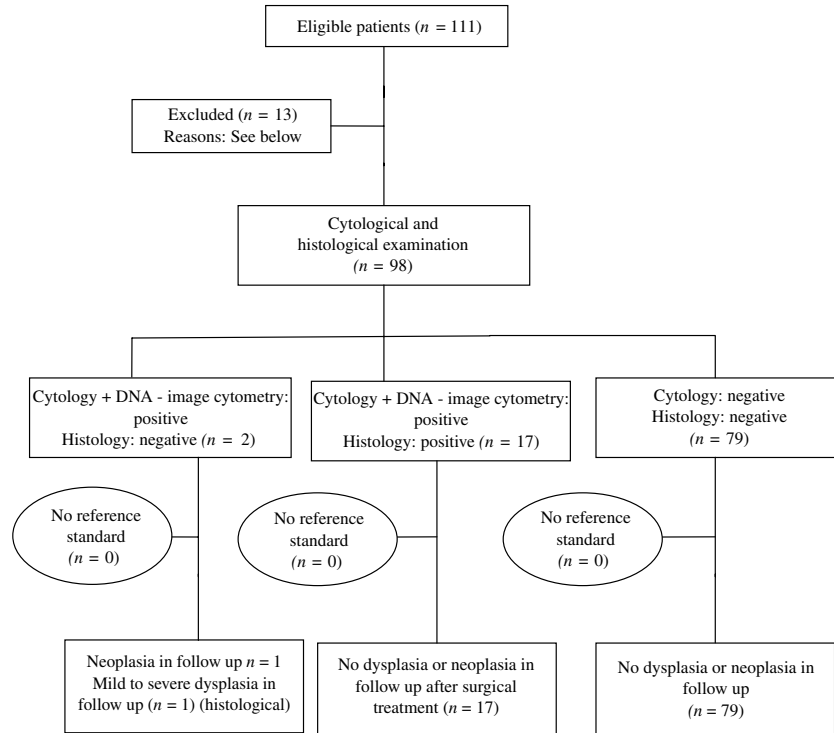 Eligible patients (n = 111)
Excluded (n = 13)
Reasons: See below
Cytological and
histological examination
(n = 98)
Cytology + DNA - image cytometry:
positive
Histology: negative (n = 2)
Cytology + DNA - image cytometry:
positive
Histology: positive (n = 17)
Cytology: negative
Histology: negative
(n = 79)
No reference
standard
(n = 0)
No reference
standard
(n = 0)
No reference
standard
(n = 0)
Neoplasia in follow up n = 1
Mild to severe dysplasia in
follow up (n = 1) (histological)
No dysplasia or neoplasia in
follow up after surgical
treatment (n = 17)
No dysplasia or neoplasia in
follow up
(n = 79)